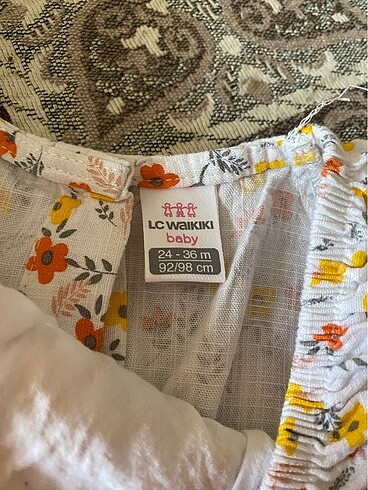 LC WAIKIKI
baby
24 - 36 m
92/98 cm